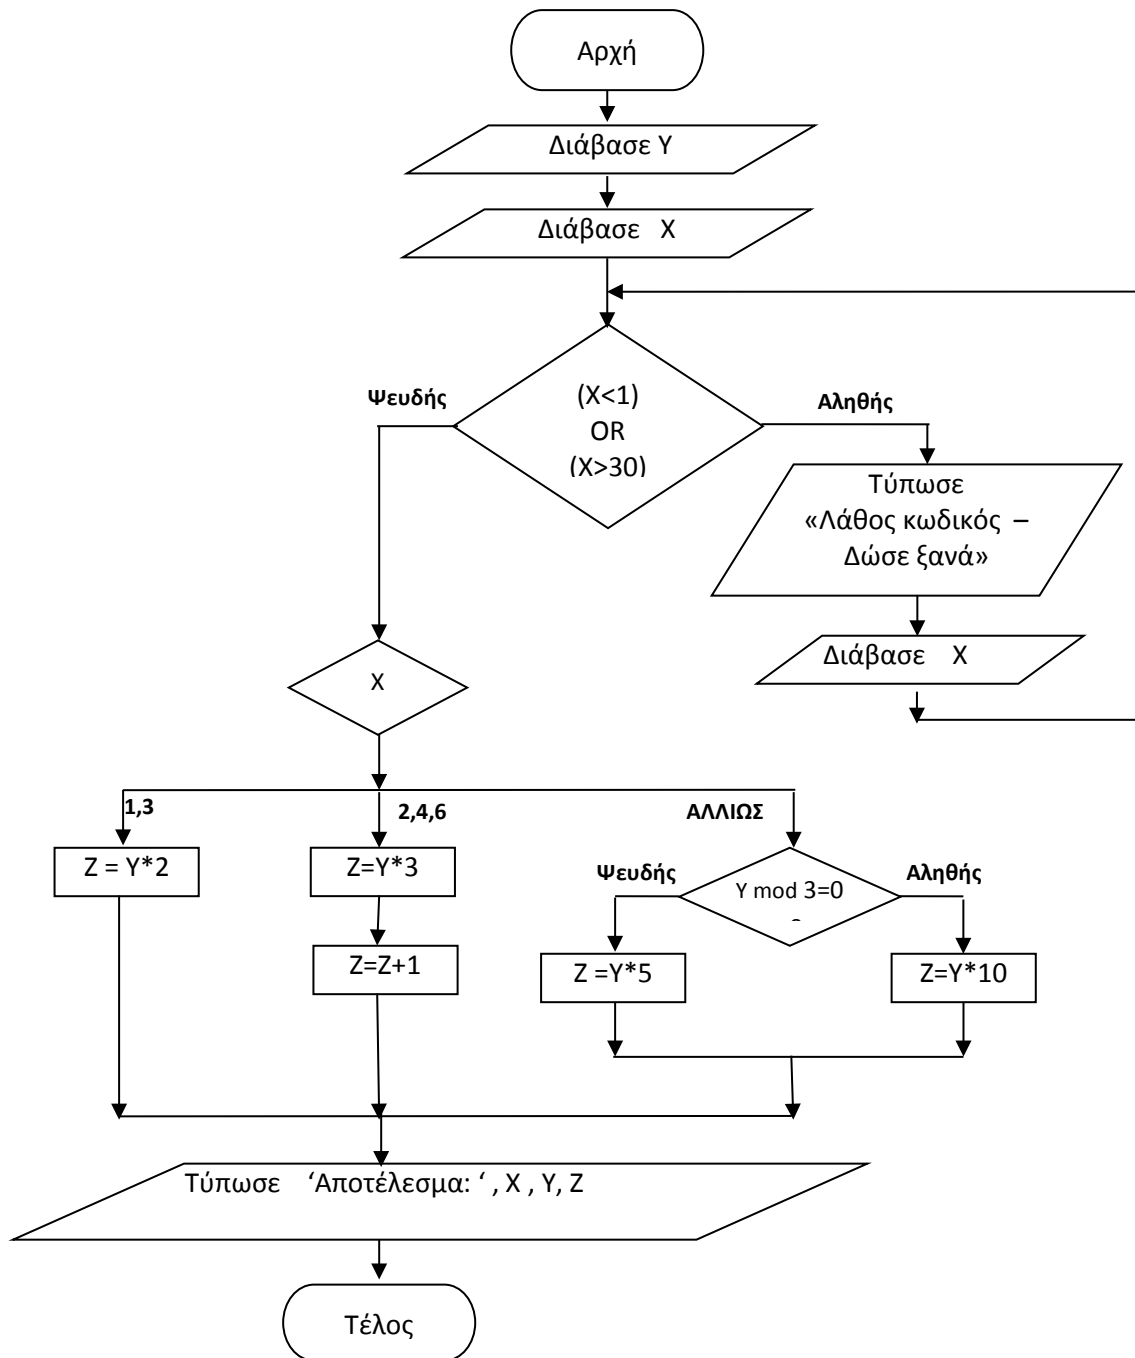 Αρχή
Διάβασε Υ
Διάβασε Χ
Ψευδής
(X<1)
OR
(X>30)
Αληθής
Τύπωσε
«Λάθος κωδικός –
Δώσε ξανά»
Διάβασε Χ
X
1,3
2,4,6
ΑΛΛΙΩΣ
Z = Y*2
Z=Y*3
Ψευδής
Y mod 3=0
Αληθής
Z=Z+1
Z =Y*5
Z=Y*10
Τύπωσε ‘Αποτέλεσμα: ‘ , X , Y, Z
Τέλος